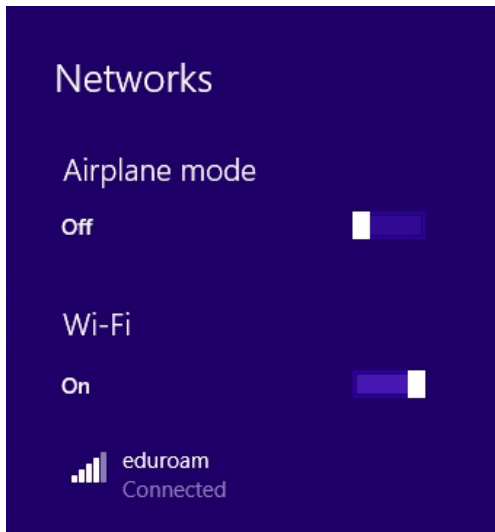 Networks
Airplane mode
Off
Wi-Fi
On
eduroam
Connected